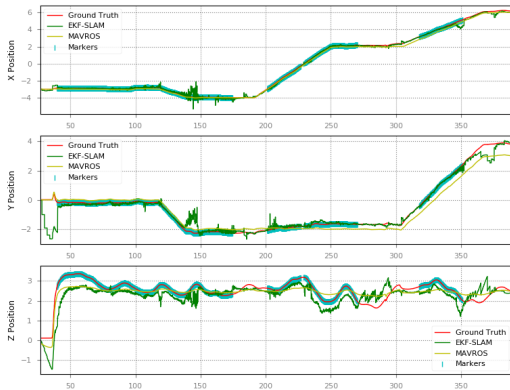 X Position
6
4
2
0
−2
−4
Ground Truth
EKF-SLAM
MAVROS
Markers
50
100
150
200
250
300
350
Y Position
4
2
0
−2
Ground Truth
EKF-SLAM
MAVROS
Markers
50
100
150
200
250
300
350
Z Position
3
2
1
0
−1
Ground Truth
EKF-SLAM
MAVROS
Markers
50
100
150
200
250
300
350